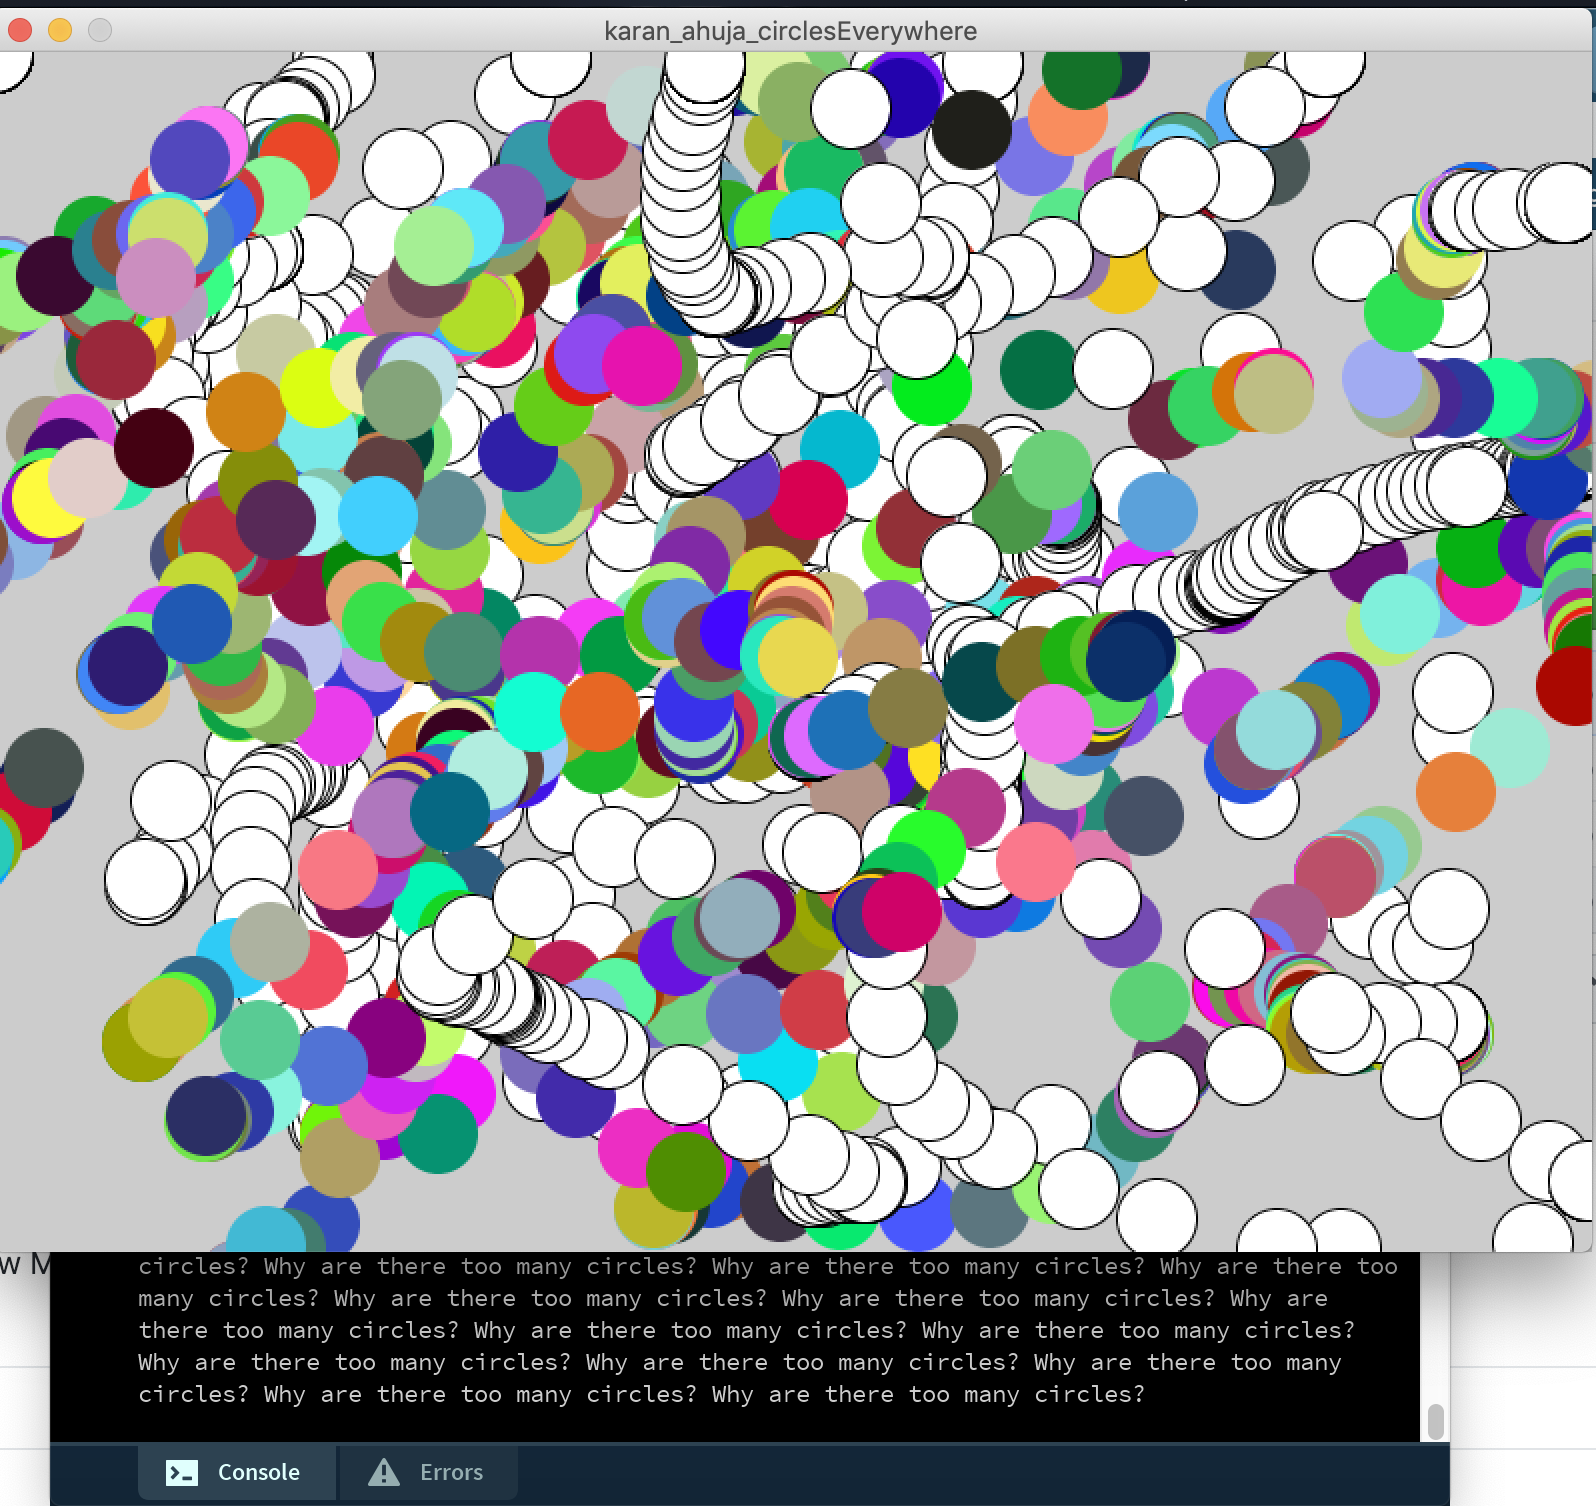 karan_ahuja_circlesEverywhere
w M
circles? Why are there too many circles? Why are there too many circles? Why are there too
many circles? Why are there too many circles? Why are there too many circles? Why are
there too many circles? Why are there too many circles? Why are there too many circles?
Why are there too many circles? Why are there too many circles? Why are there too many
circles? Why are there too many circles? Why are there too many circles?
Console
Errors